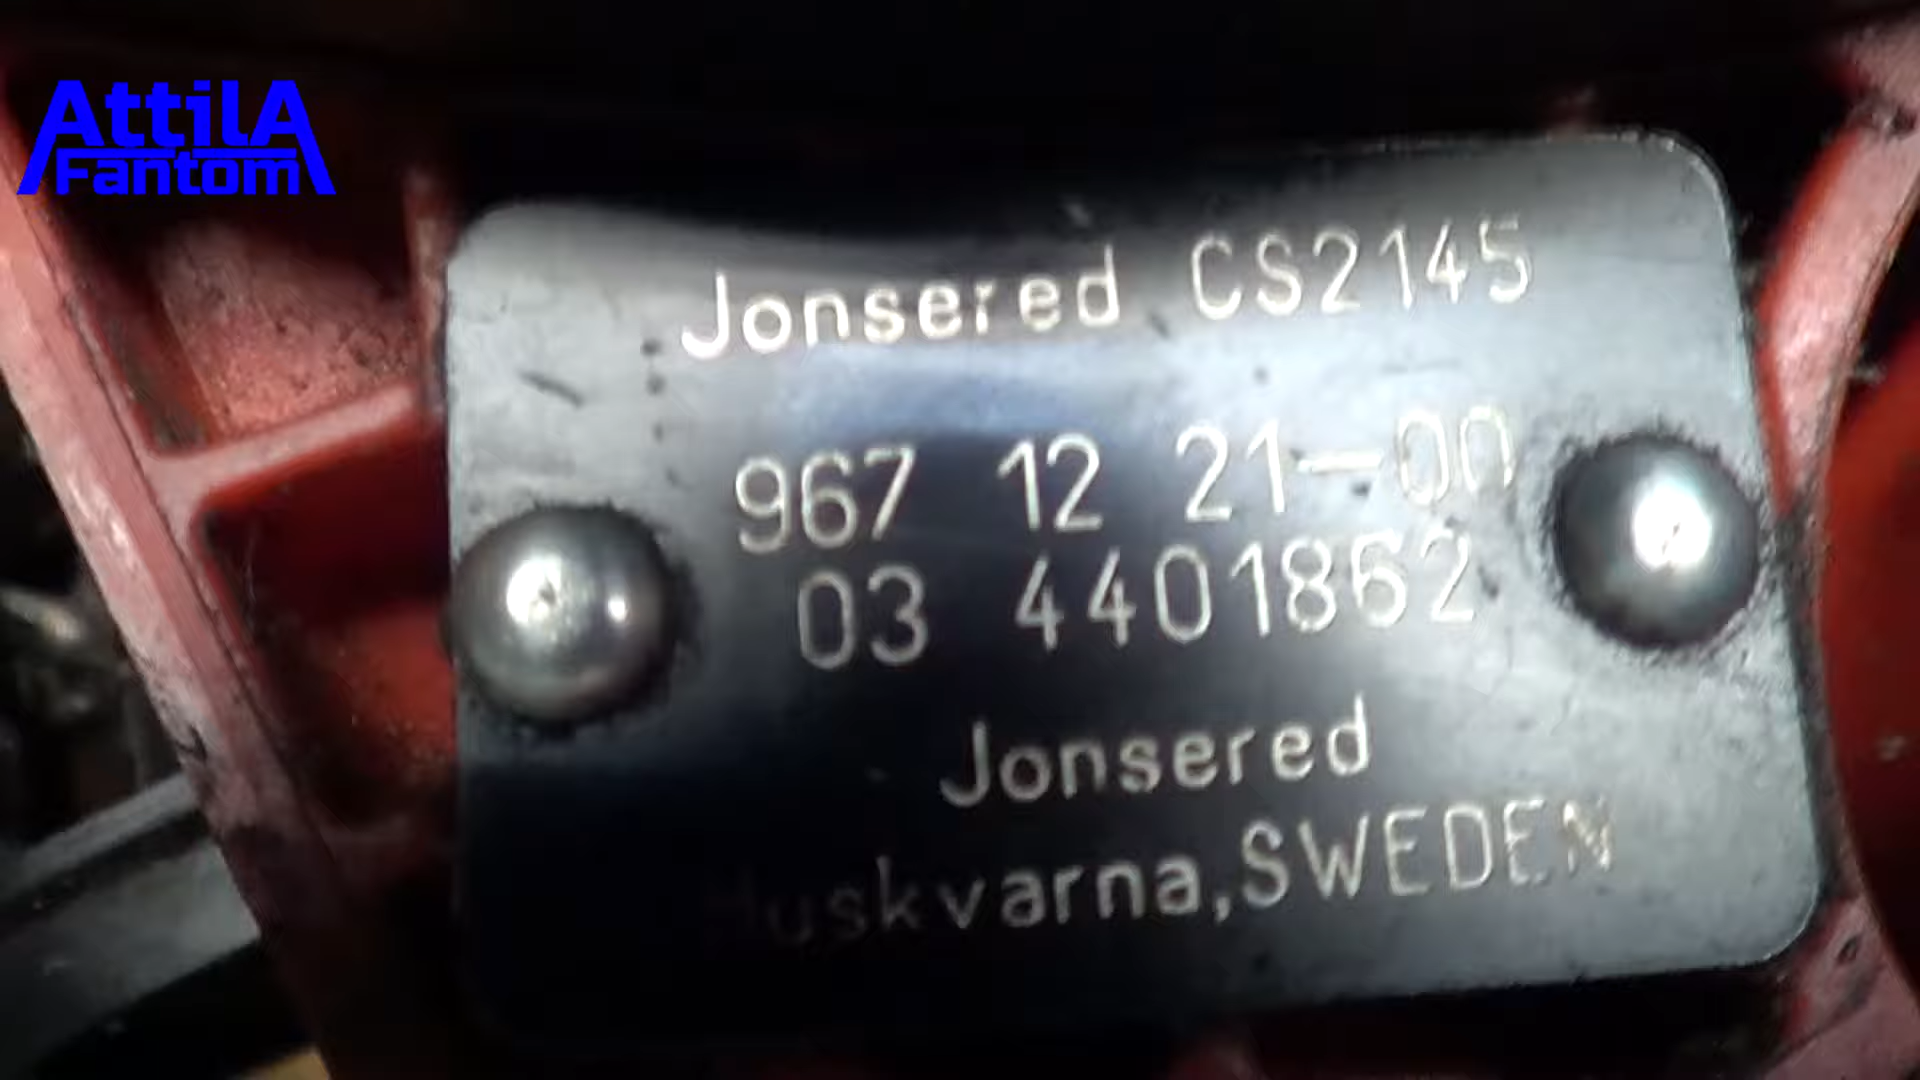 AttilA
Fantom
Jonsered CS2145
967 12 21-00
03 4401862
Jonsered
Huskvarna,SWEDEN